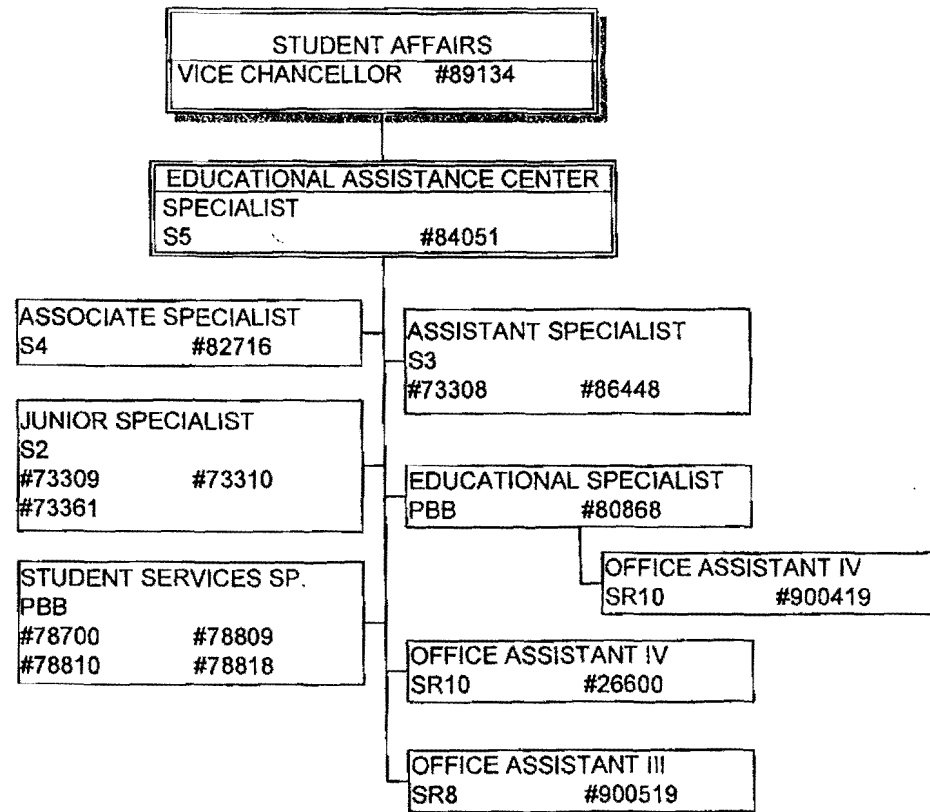 STUDENT AFFAIRS
VICE CHANCELLOR #89134
EDUCATIONAL ASSISTANCE CENTER
SPECIALIST
S5 #84051
ASSOCIATE SPECIALIST
S4 #82716
ASSISTANT SPECIALIST
S3
#73308 #86448
JUNIOR SPECIALIST
S2
#73309 #73310
#73361
EDUCATIONAL SPECIALIST
PBB #80868
OFFICE ASSISTANT IV
SR10 #900419
STUDENT SERVICES SP.
PBB
#78700 #78809
#78810 #78818
OFFICE ASSISTANT IV
SR10 #26600
OFFICE ASSISTANT III
SR8 #900519